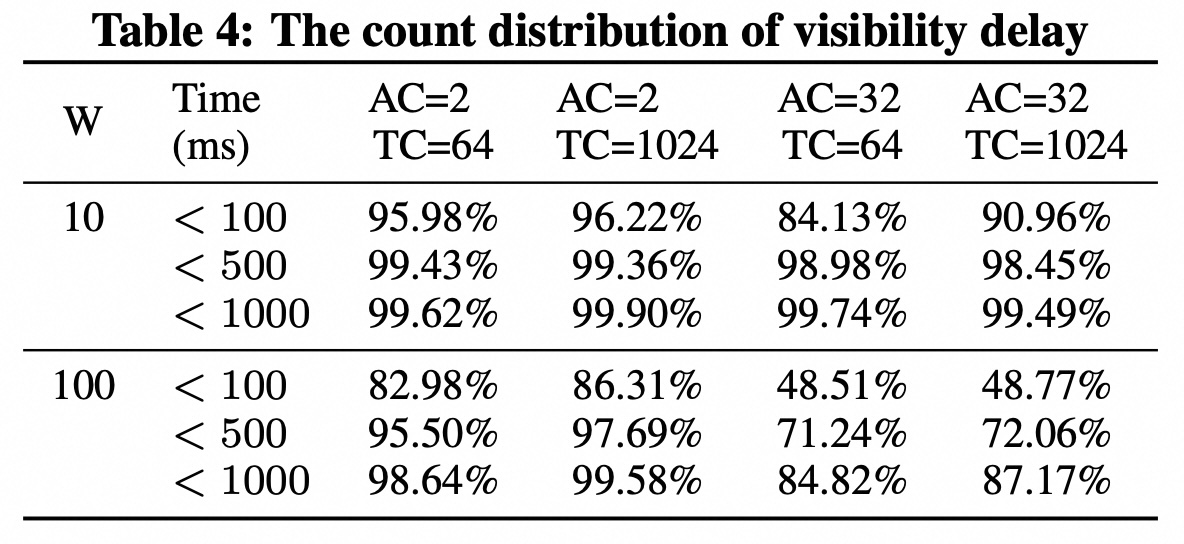 Table 4: The count distribution of visibility delay
W Time (ms) AC=2 TC=64 AC=2 TC=1024 AC=32 TC=64 AC=32 TC=1024
10 < 100 95.98% 96.22% 84.13% 90.96%
< 500 99.43% 99.36% 98.98% 98.45%
< 1000 99.62% 99.90% 99.74% 99.49%
100 < 100 82.98% 86.31% 48.51% 48.77%
< 500 95.50% 97.69% 71.24% 72.06%
< 1000 98.64% 99.58% 84.82% 87.17%